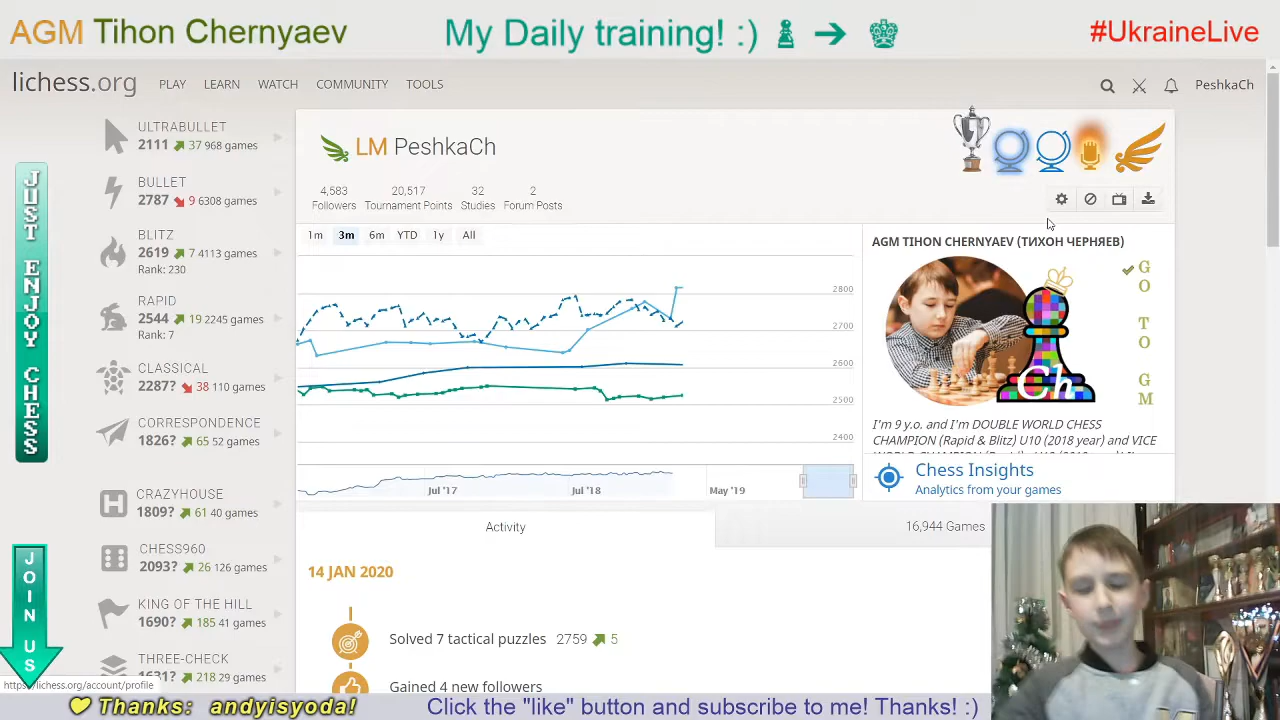 AGM Tihon Chernyaev
My Daily training! :)
#UkraineLive
lichess.org
PLAY LEARN WATCH COMMUNITY TOOLS
PeshkaCh
JUST ENJOY CHESS
JOIN US
ULTRABULLET
2111 37 968 games
BULLET
2787 9 6308 games
BLITZ
2619 7 4113 games
Rank: 230
RAPID
2544 19 2245 games
Rank: 7
CLASSICAL
2287? 38 110 games
CORRESPONDENCE
1826? 65 52 games
CRAZYHOUSE
1809? 61 40 games
CHESS960
2093? 26 126 games
KING OF THE HILL
1690? 185 41 games
THREE-CHECK
1631? 218 29 games
https://lichess.org/account/profile
LM PeshkaCh
4,583 20,517 32 2
Followers Tournament Points Studies Forum Posts
1m 3m 6m YTD 1y All
2800
2700
2600
2500
2400
Jul '17 Jul '18 May '19
AGM TIHON CHERNYAEV (ТИХОН ЧЕРНЯЕВ)
Ch
GO TO GM
I'm 9 y.o. and I'm DOUBLE WORLD CHESS
CHAMPION (Rapid & Blitz) U10 (2018 year) and VICE
Chess Insights
Analytics from your games
Activity
16,944 Games
14 JAN 2020
Solved 7 tactical puzzles 2759 5
Gained 4 new followers
Thanks: andyisyoda!
Click the "like" button and subscribe to me! Thanks! :)